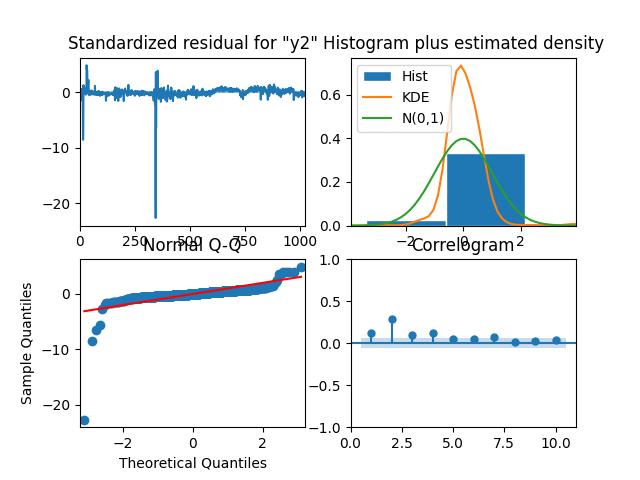 Standardized residual for "y2"
0
−10
−20
0 250 500 750 1000
Histogram plus estimated density
Hist
KDE
N(0,1)
0.6
0.4
0.2
0.0
−2 0 2
Normal Q-Q
Sample Quantiles
0
−10
−20
−2 0 2
Theoretical Quantiles
Correlogram
1.0
0.5
0.0
−0.5
−1.0
0.0 2.5 5.0 7.5 10.0